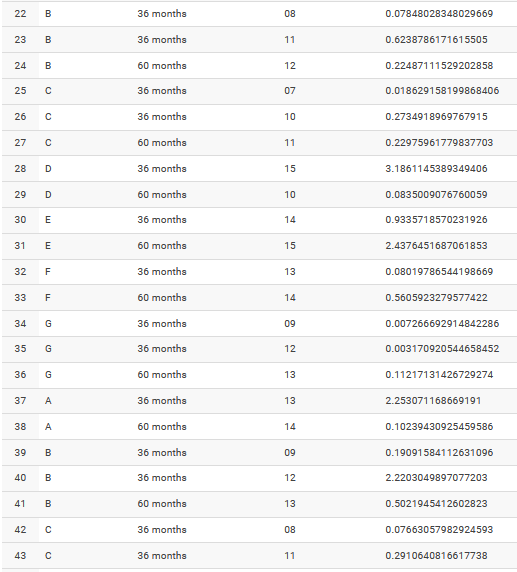 22 B 36 months 08 0.07848028348029669
23 B 36 months 11 0.6238786171615505
24 B 60 months 12 0.22487111529202858
25 C 36 months 07 0.018629158199868406
26 C 36 months 10 0.2734918969767915
27 C 60 months 11 0.22975961779837703
28 D 36 months 15 3.1861145389349406
29 D 60 months 10 0.0835009076760059
30 E 36 months 14 0.9335718570231926
31 E 60 months 15 2.4376451687061853
32 F 36 months 13 0.08019786544198669
33 F 60 months 14 0.5605923279577422
34 G 36 months 09 0.007266692914842286
35 G 36 months 12 0.003170920544658452
36 G 60 months 13 0.11217131426729274
37 A 36 months 13 2.253071168669191
38 A 60 months 14 0.10239430925459586
39 B 36 months 09 0.19091584112631096
40 B 36 months 12 2.2203049897077203
41 B 60 months 13 0.5021945412602823
42 C 36 months 08 0.07663057982924593
43 C 36 months 11 0.2910640816617738